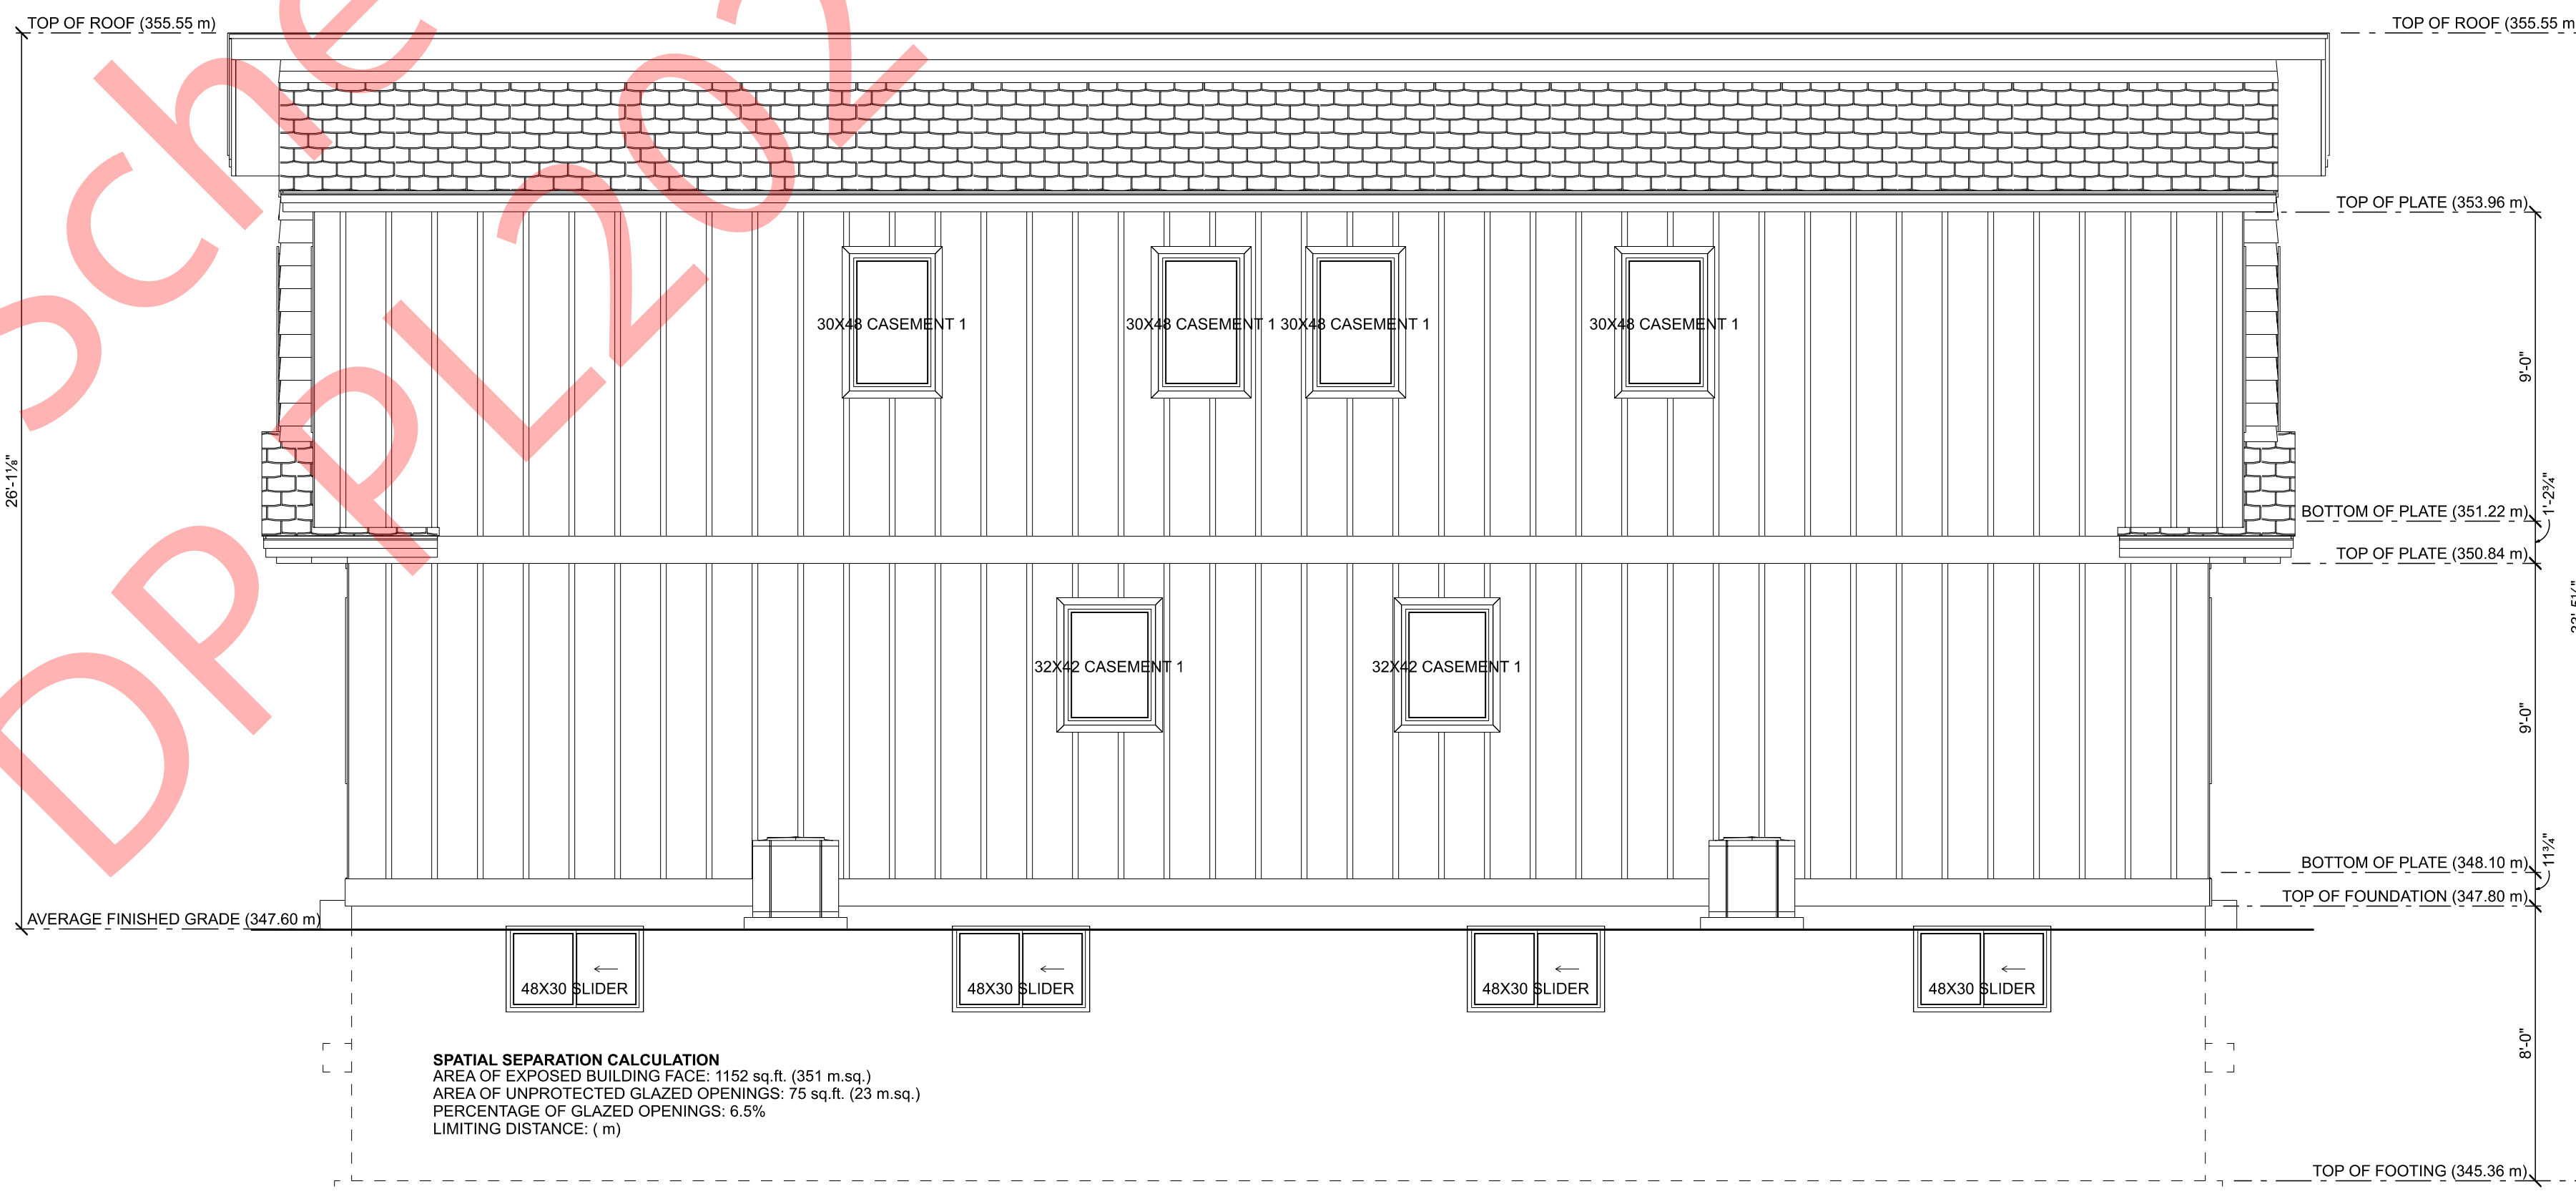 TOP OF ROOF (355.55 m)
TOP OF ROOF (355.55 m
TOP OF PLATE (353.96 m)
30X48 CASEMENT 1
30X48 CASEMENT 1
30X48 CASEMENT 1
30X48 CASEMENT 1
9'-0"
26'-1⅛"
1'-2¾"
BOTTOM OF PLATE (351.22 m)
TOP OF PLATE (350.84 m)
32X42 CASEMENT 1
32X42 CASEMENT 1
9'-0"
11¾"
BOTTOM OF PLATE (348.10 m)
TOP OF FOUNDATION (347.80 m)
AVERAGE FINISHED GRADE (347.60 m)
48X30 SLIDER
48X30 SLIDER
48X30 SLIDER
48X30 SLIDER
8'-0"
SPATIAL SEPARATION CALCULATION
AREA OF EXPOSED BUILDING FACE: 1152 sq.ft. (351 m.sq.)
AREA OF UNPROTECTED GLAZED OPENINGS: 75 sq.ft. (23 m.sq.)
PERCENTAGE OF GLAZED OPENINGS: 6.5%
LIMITING DISTANCE: ( m)
TOP OF FOOTING (345.36 m)
Sche
DP PL202